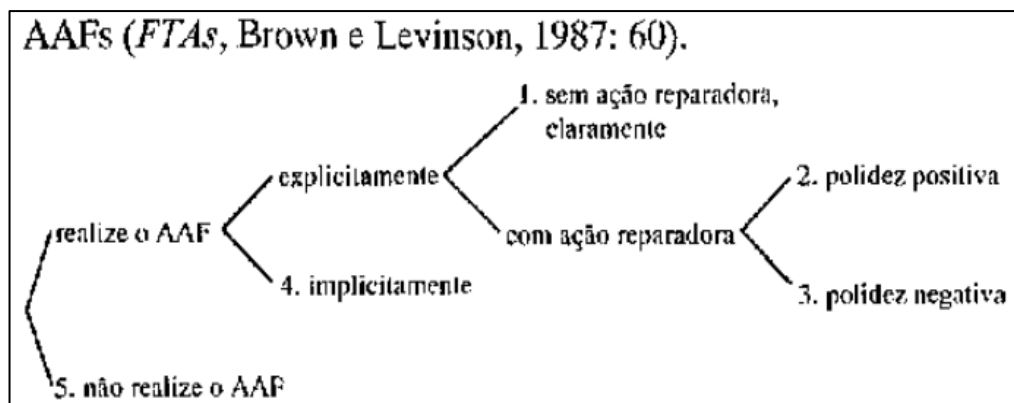 AAFs (FTAs, Brown e Levinson, 1987: 60).
1. sem ação reparadora,
claramente
explicitamente
2. polidez positiva
realize o AAF
com ação reparadora
4. implicitamente
3. polidez negativa
5. não realize o AAF